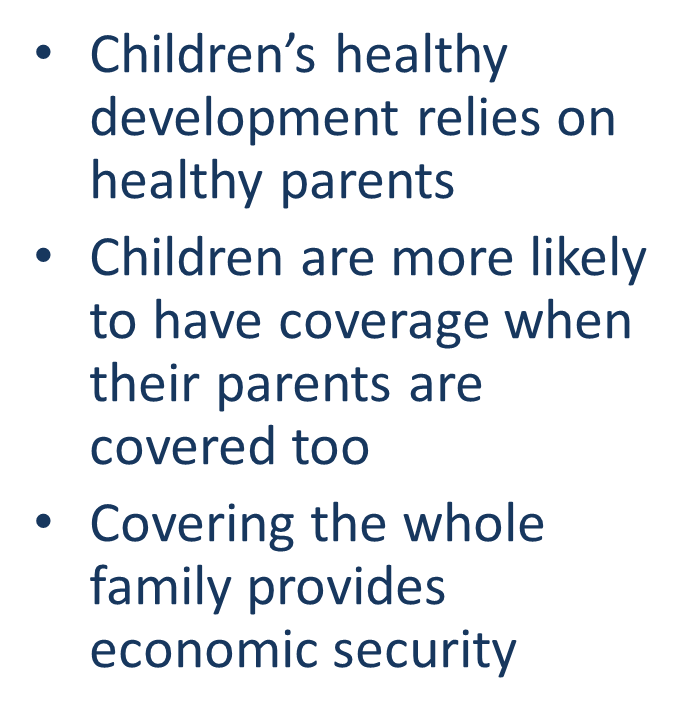 • Children’s healthy
development relies on
healthy parents
• Children are more likely
to have coverage when
their parents are
covered too
• Covering the whole
family provides
economic security